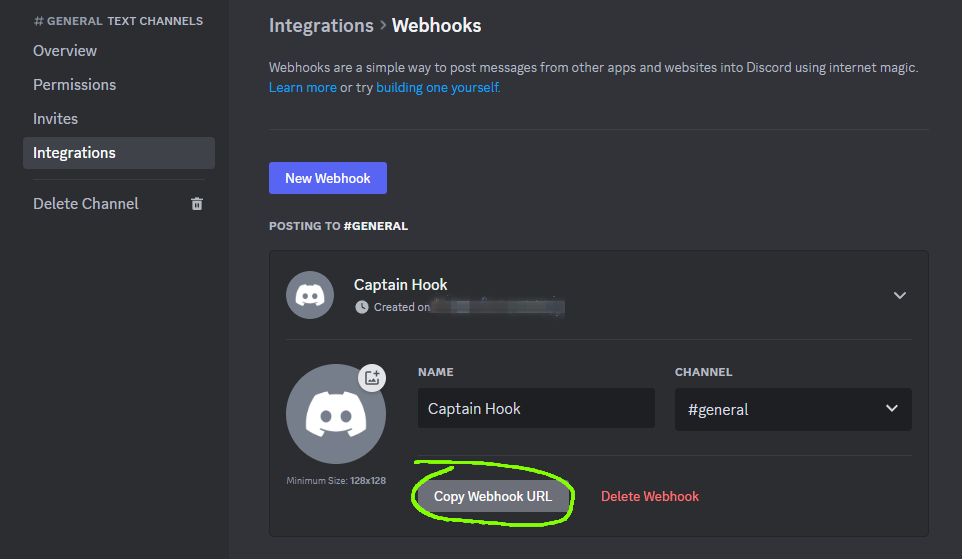 # GENERAL TEXT CHANNELS
Overview
Permissions
Invites
Integrations
Delete Channel
Integrations › Webhooks
Webhooks are a simple way to post messages from other apps and websites into Discord using internet magic.
Learn more or try building one yourself.
New Webhook
POSTING TO #GENERAL
Captain Hook
Created on
NAME
CHANNEL
Captain Hook
#general
Minimum Size: 128x128
Copy Webhook URL
Delete Webhook